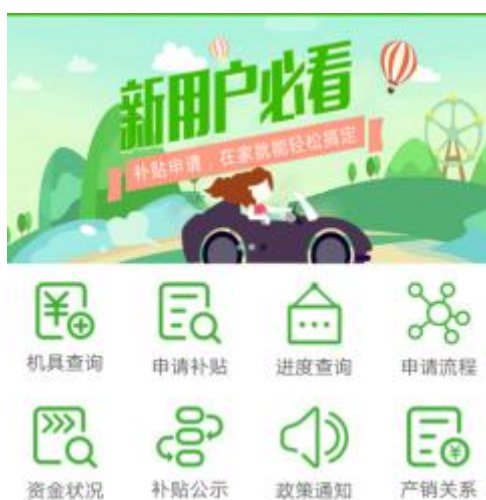 新用户必看
补贴申请，在家就能轻松搞定
机具查询 申请补贴 进度查询 申请流程
资金状况 补贴公示 政策通知 产销关系